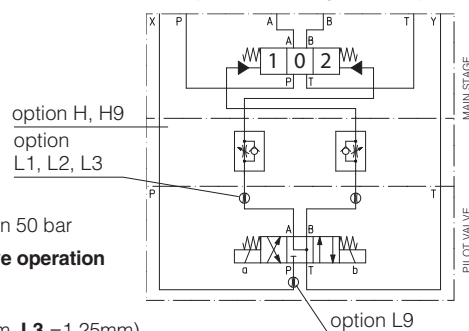 X P A B T Y
A B
1 0 2
P T
MAIN STAGE
option H, H9
option
L1, L2, L3
P T
n 50 bar
A B
e operation
a P T b
PILOT VALVE
m, L3 =1,25mm)
option L9